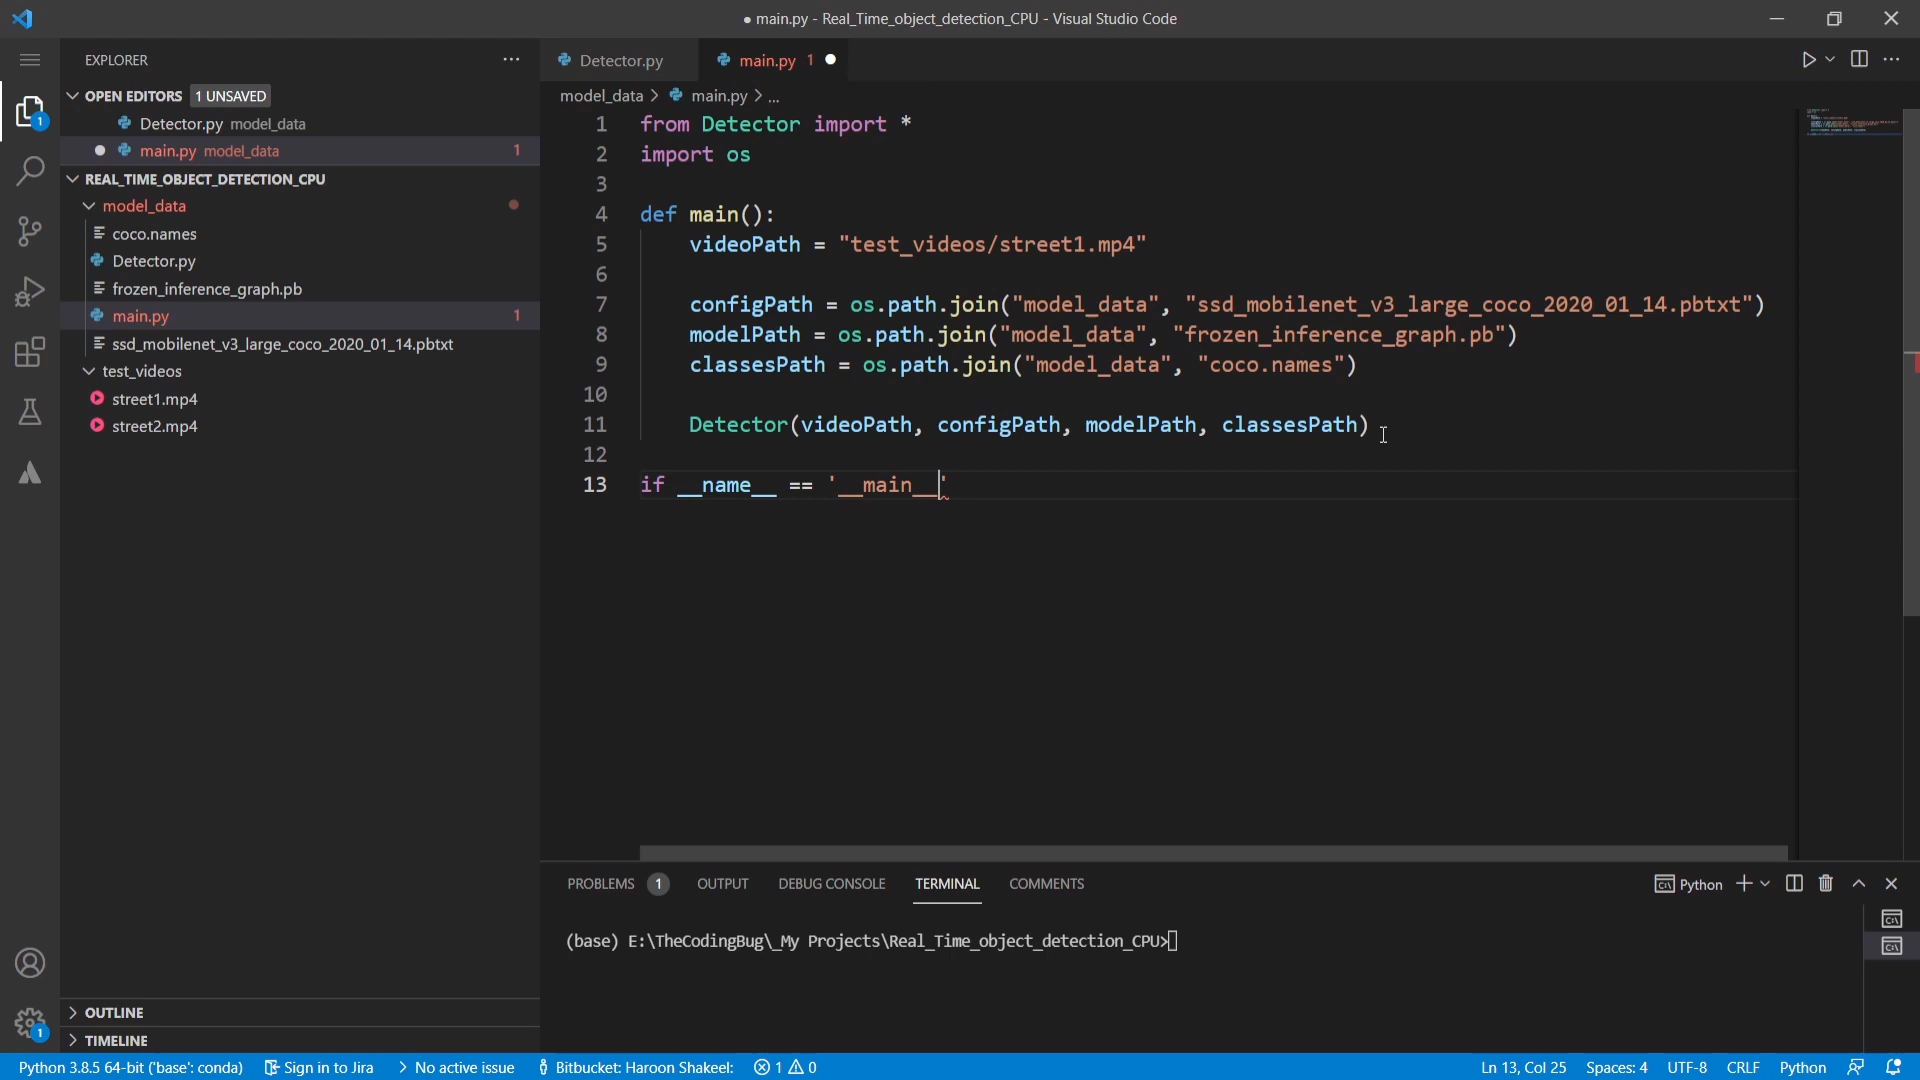 main.py - Real_Time_object_detection_CPU - Visual Studio Code
EXPLORER
OPEN EDITORS 1 UNSAVED
Detector.py model_data
main.py model_data 1
REAL_TIME_OBJECT_DETECTION_CPU
model_data
coco.names
Detector.py
frozen_inference_graph.pb
main.py 1
ssd_mobilenet_v3_large_coco_2020_01_14.pbtxt
test_videos
street1.mp4
street2.mp4
OUTLINE
TIMELINE
Detector.py main.py 1
model_data > main.py > ...
1 from Detector import *
2 import os
3
4 def main():
5 videoPath = "test_videos/street1.mp4"
6
7 configPath = os.path.join("model_data", "ssd_mobilenet_v3_large_coco_2020_01_14.pbtxt")
8 modelPath = os.path.join("model_data", "frozen_inference_graph.pb")
9 classesPath = os.path.join("model_data", "coco.names")
10
11 Detector(videoPath, configPath, modelPath, classesPath)
12
13 if __name__ == '__main__'
PROBLEMS 1 OUTPUT DEBUG CONSOLE TERMINAL COMMENTS Python
(base) E:\TheCodingBug\_My Projects\Real_Time_object_detection_CPU>
1
1
Python 3.8.5 64-bit ('base': conda) Sign in to Jira No active issue Bitbucket: Haroon Shakeel: 1 0 Ln 13, Col 25 Spaces: 4 UTF-8 CRLF Python